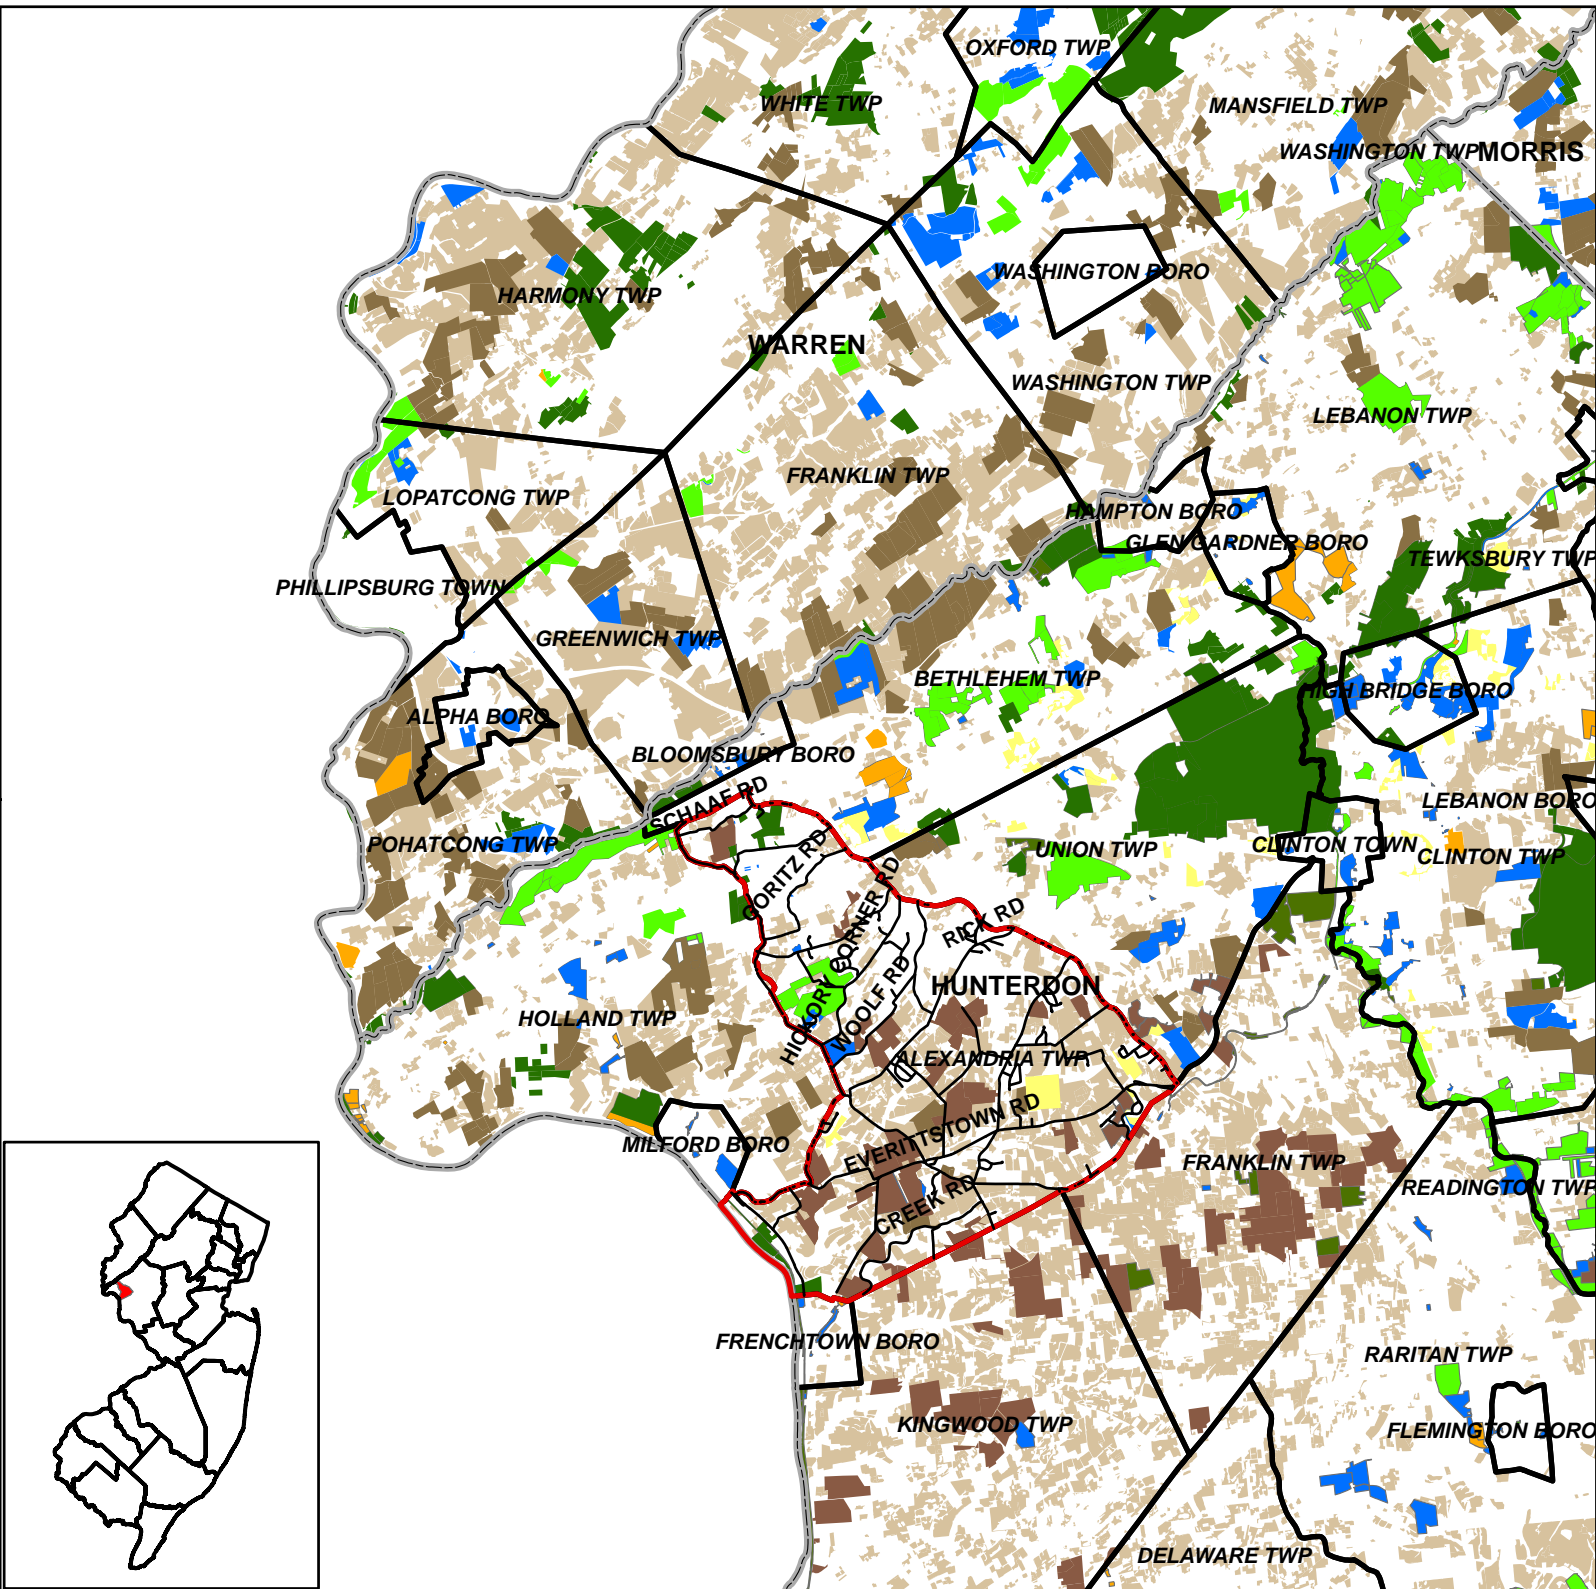 OXFORD TWP
WHITE TWP
MANSFIELD TWP
WASHINGTON TWP
MORRIS
WASHINGTON BORO
HARMONY TWP
WARREN
WASHINGTON TWP
LEBANON TWP
FRANKLIN TWP
LOPATCONG TWP
HAMPTON BORO
GLEN GARDNER BORO
TEWKSBURY TWP
PHILLIPSBURG TOWN
GREENWICH TWP
BETHLEHEM TWP
HIGH BRIDGE BORO
ALPHA BORO
BLOOMSBURY BORO
SCHAAF RD
LEBANON BORO
POHATCONG TWP
UNION TWP
CLINTON TOWN
CLINTON TWP
GORITZ RD
HICKORY CORNER RD
RICK RD
WOOLF RD
HUNTERDON
HOLLAND TWP
ALEXANDRIA TWP
EVERITTSTOWN RD
MILFORD BORO
FRANKLIN TWP
READINGTON TWP
CREEK RD
FRENCHTOWN BORO
RARITAN TWP
KINGWOOD TWP
FLEMINGTON BORO
DELAWARE TWP